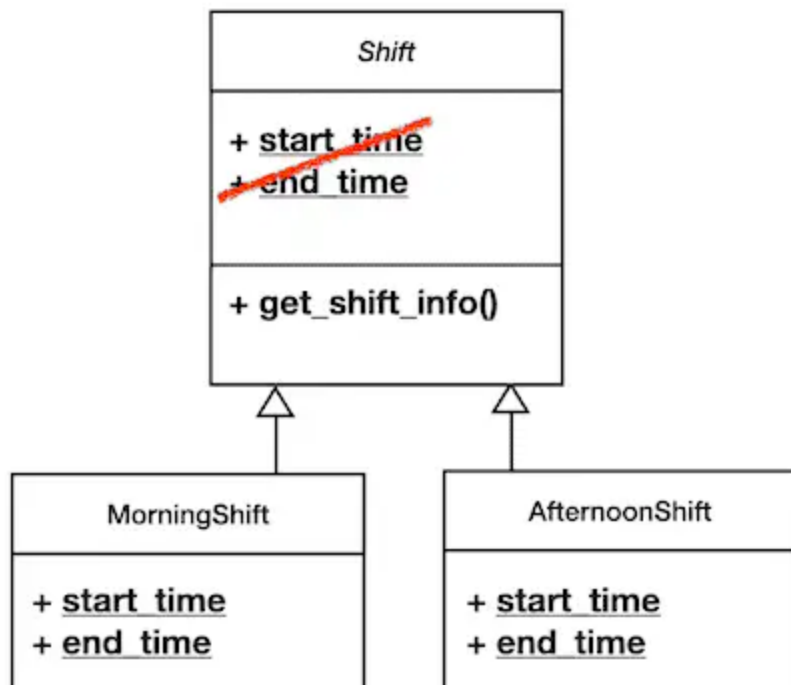 Shift
+ start_time
+ end_time
+ get_shift_info()
MorningShift
+ start_time
+ end_time
AfternoonShift
+ start_time
+ end_time